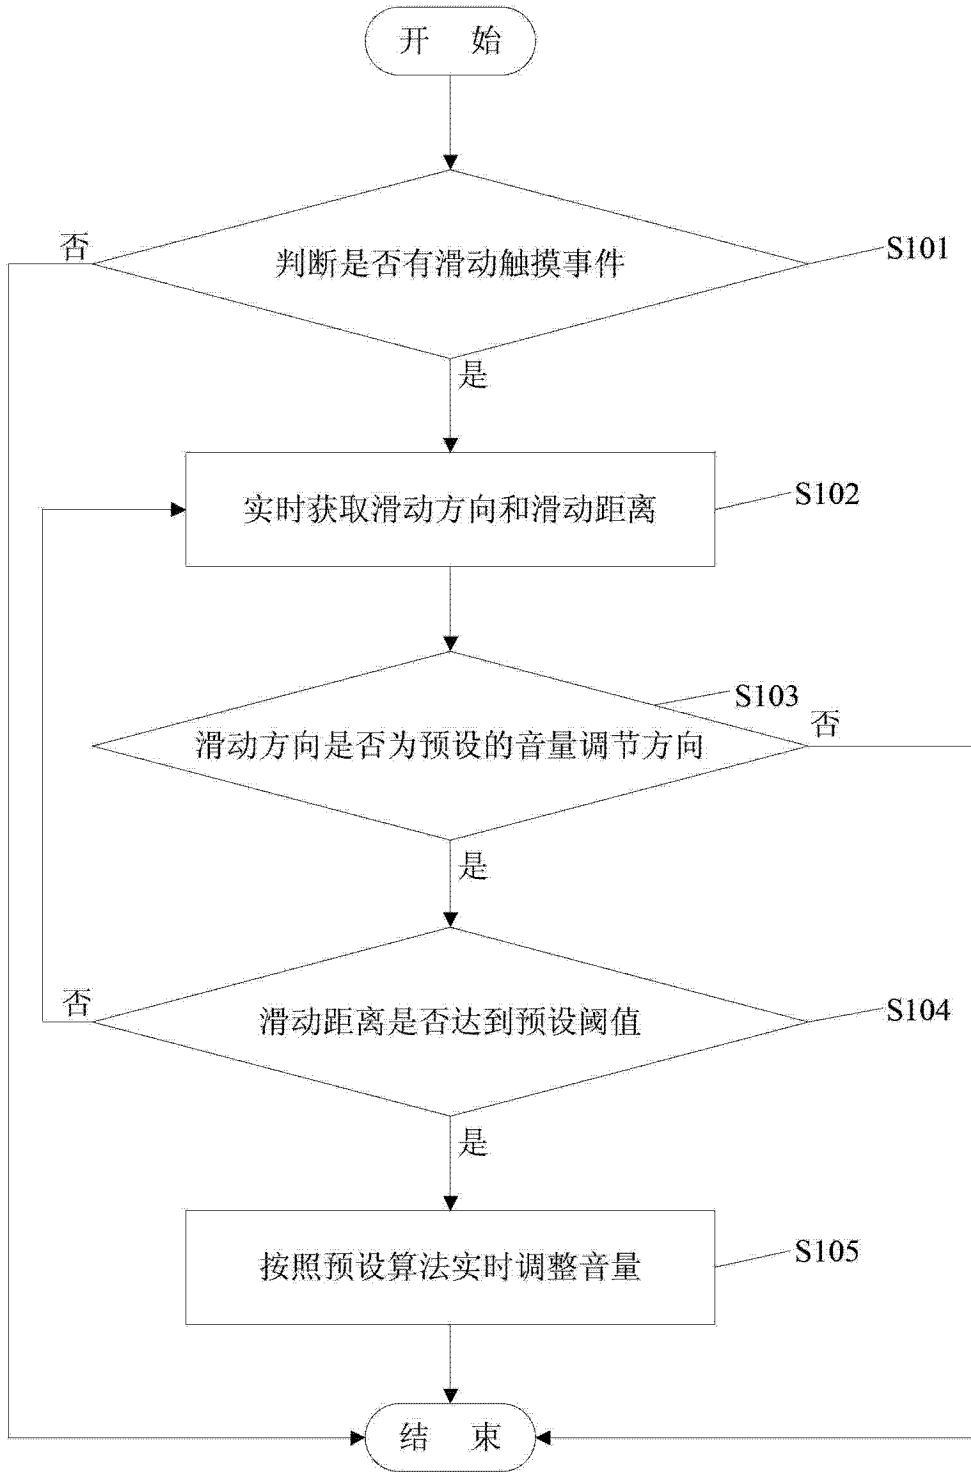 开 始
判断是否有滑动触摸事件
否
S101
是
实时获取滑动方向和滑动距离
S102
滑动方向是否为预设的音量调节方向
S103
否
是
滑动距离是否达到预设阈值
否
S104
是
按照预设算法实时调整音量
S105
结 束